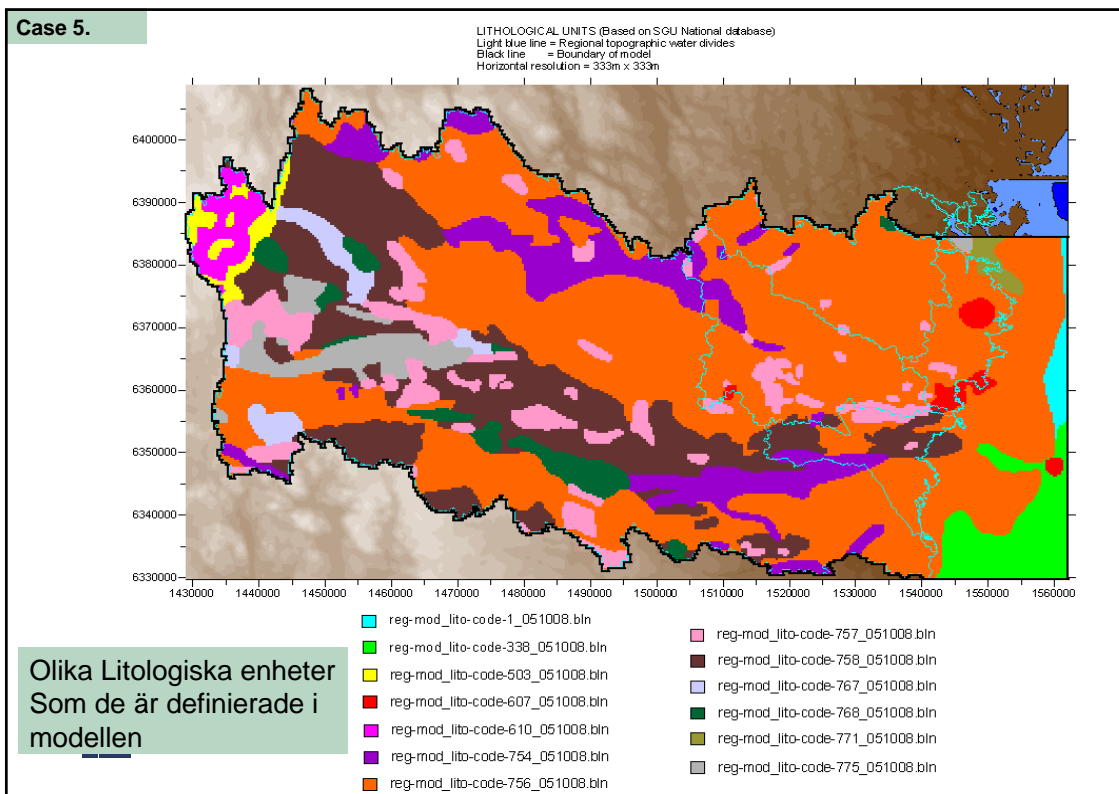 Case 5.
LITHOLOGICAL UNITS (Based on SGU National database)
Light blue line = Regional topographic water divides
Black line = Boundary of model
Horizontal resolution = 333m x 333m
6400000
6390000
6380000
6370000
6360000
6350000
6340000
6330000
1430000 1440000 1450000 1460000 1470000 1480000 1490000 1500000 1510000 1520000 1530000 1540000 1550000 1560000
reg-mod_lito-code-1_051008.bln
reg-mod_lito-code-338_051008.bln
reg-mod_lito-code-503_051008.bln
reg-mod_lito-code-607_051008.bln
reg-mod_lito-code-610_051008.bln
reg-mod_lito-code-754_051008.bln
reg-mod_lito-code-756_051008.bln
reg-mod_lito-code-757_051008.bln
reg-mod_lito-code-758_051008.bln
reg-mod_lito-code-767_051008.bln
reg-mod_lito-code-768_051008.bln
reg-mod_lito-code-771_051008.bln
reg-mod_lito-code-775_051008.bln
Olika Litologiska enheter
Som de är definierade i
modellen